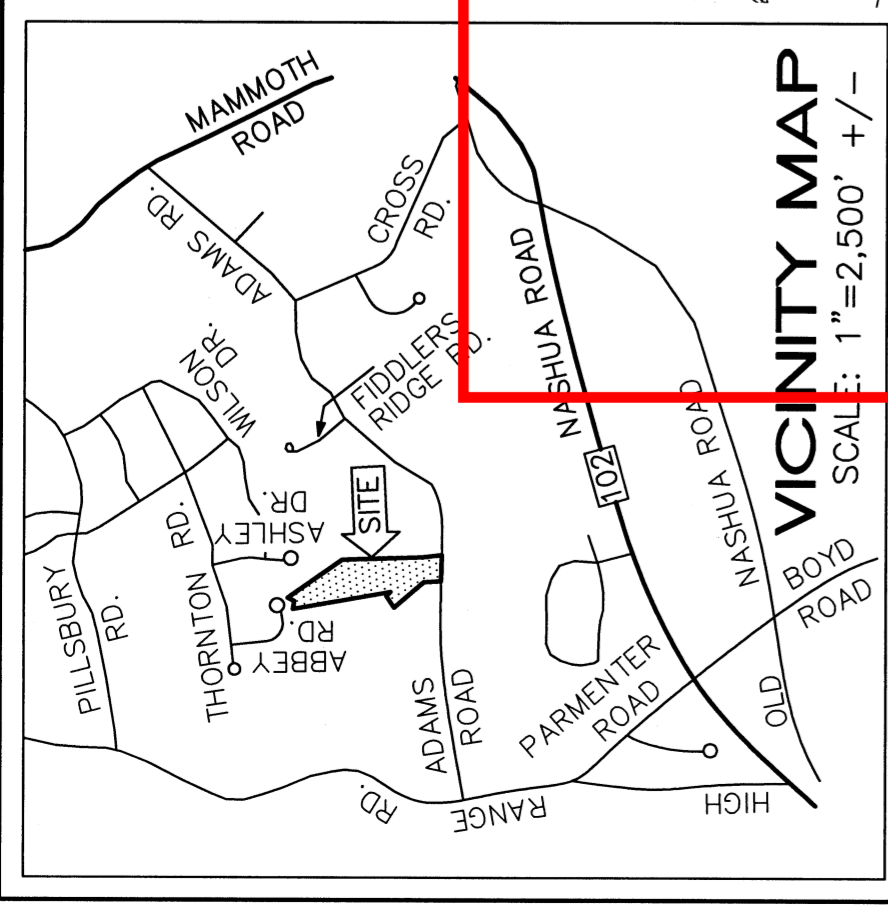 MAMMOTH
ROAD
ADAMS RD.
CROSS
RD.
WILSON
DR.
FIDDLERS
RIDGE RD.
NASHUA ROAD
VICINITY MAP
SCALE: 1"=2,500' +/-
SITE
ASHLEY
DR.
THORNTON
RD.
PILLSBURY
RD.
ABBEY
RD.
102
NASHUA ROAD
BOYD
ROAD
ADAMS
ROAD
PARMENTER
ROAD
OLD
RD.
RANGE
HIGH